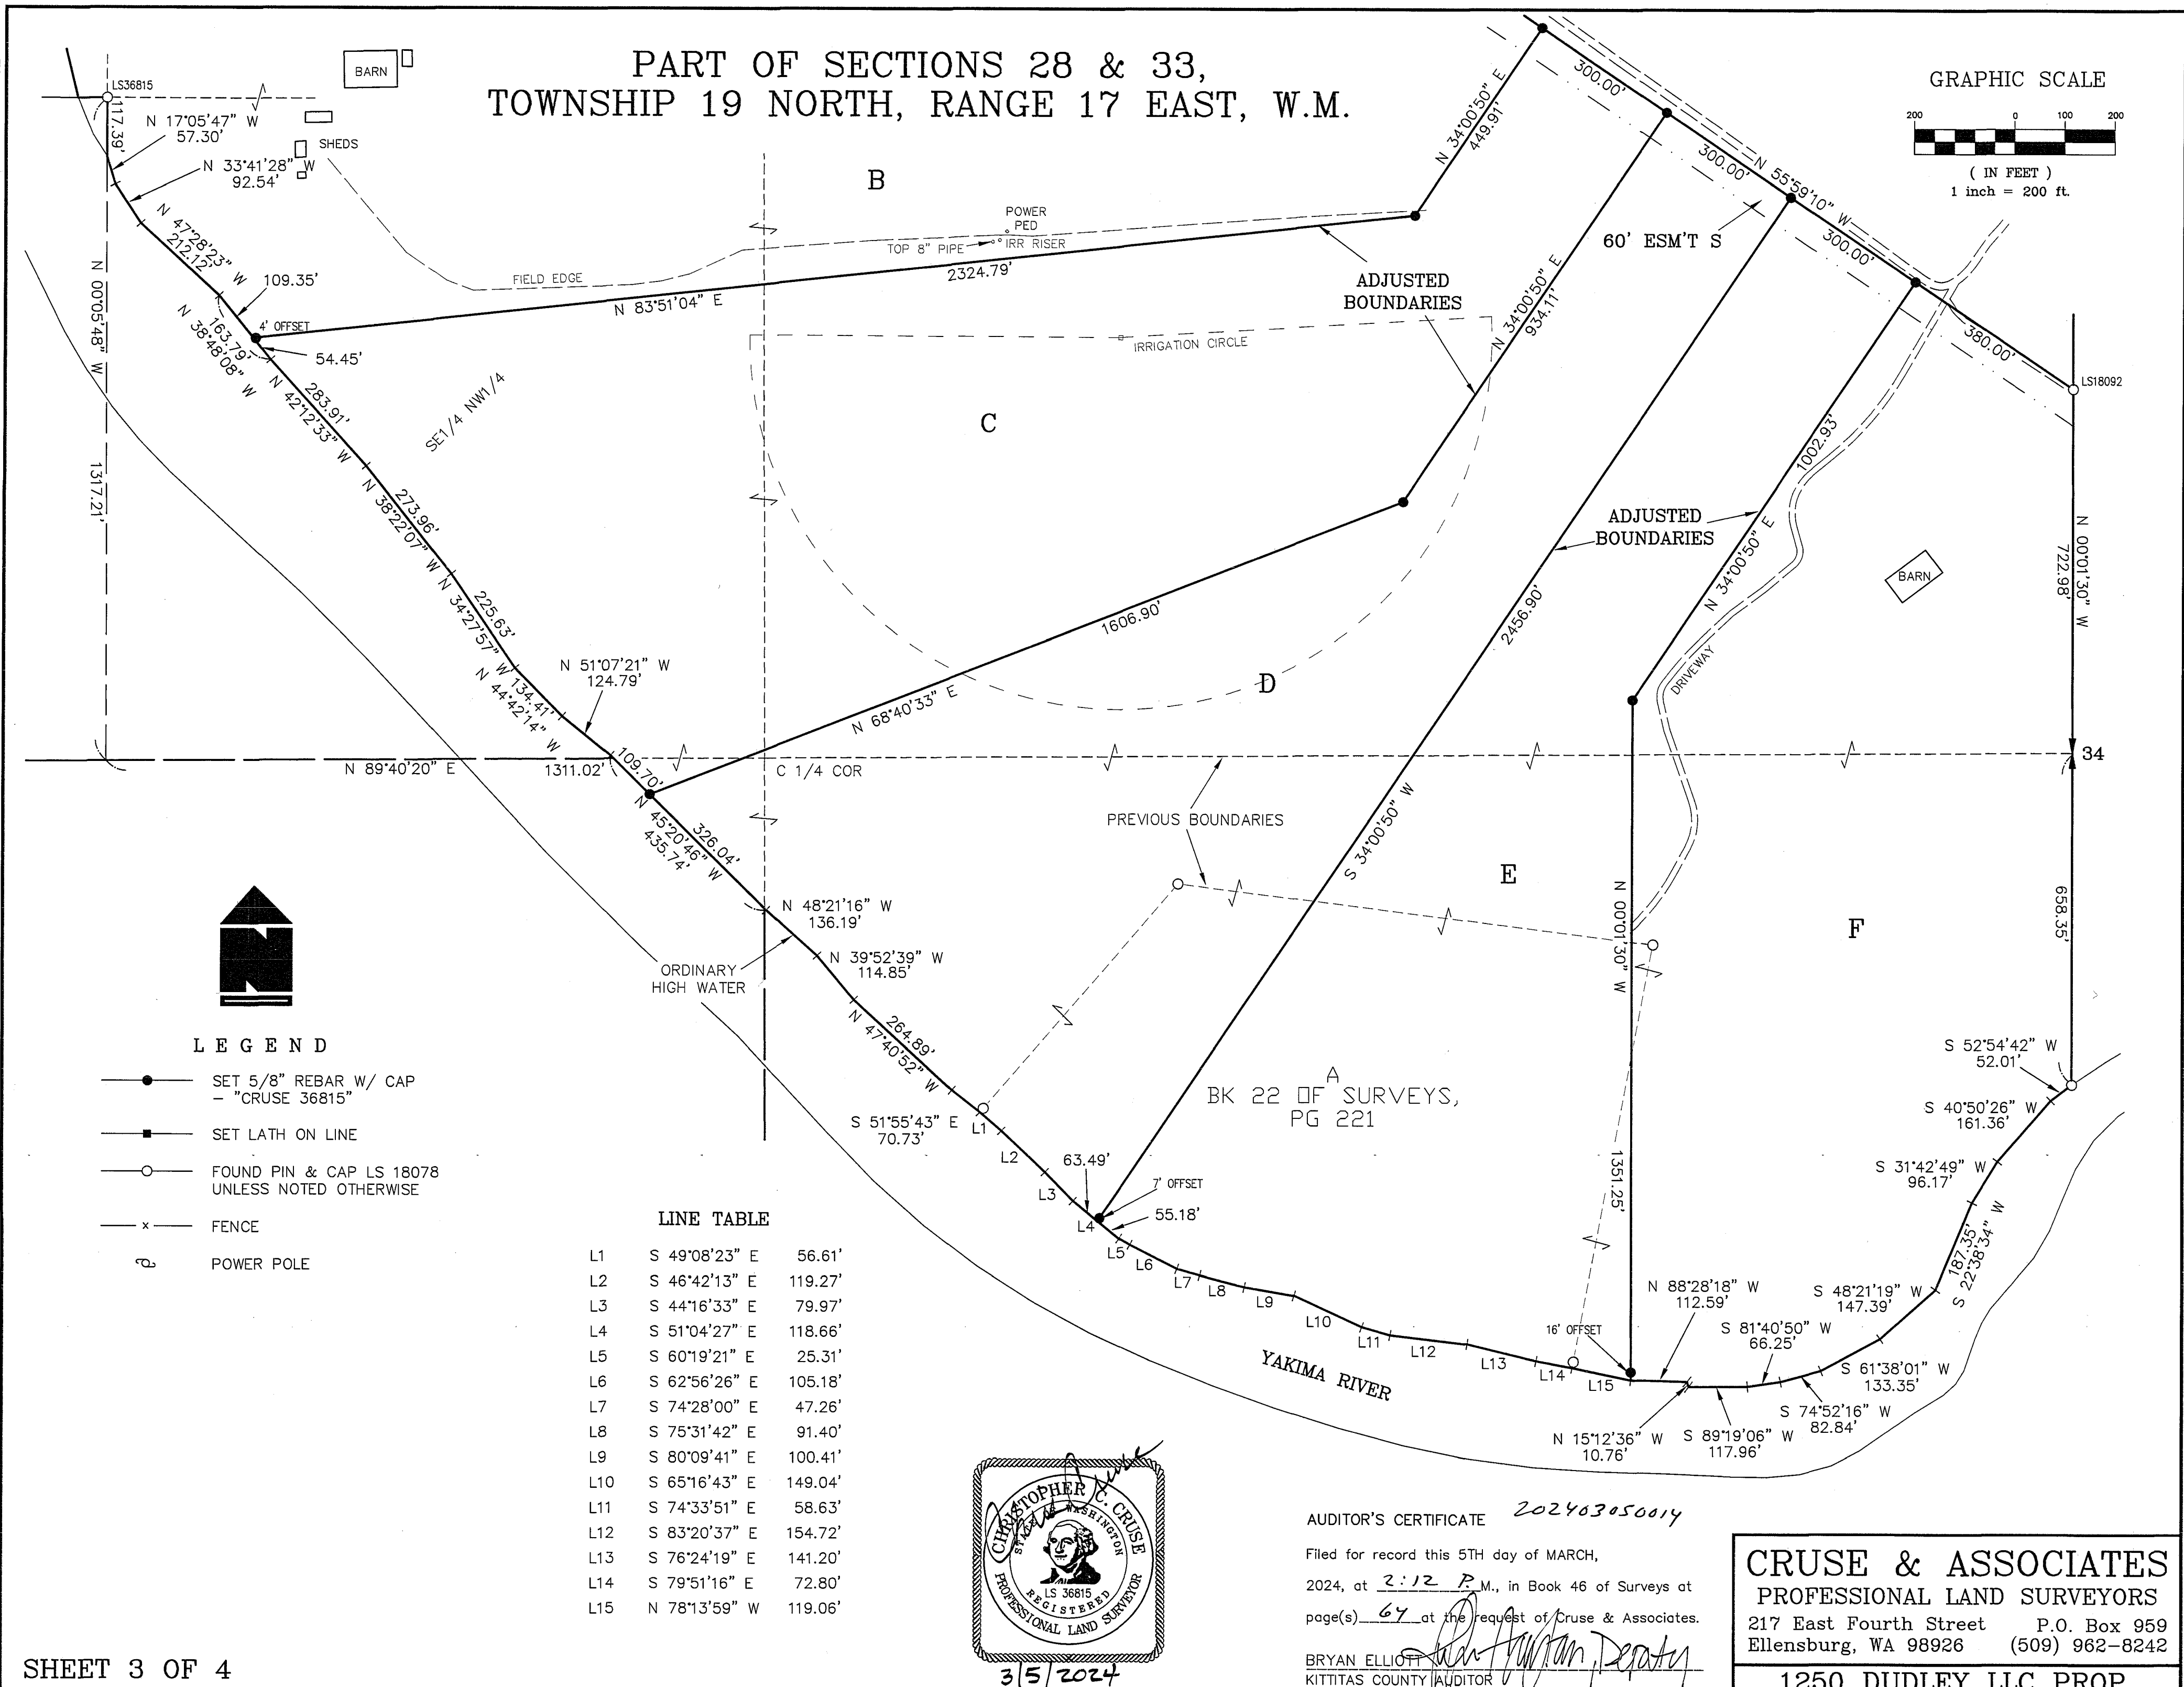 PART OF SECTIONS 28 & 33,
TOWNSHIP 19 NORTH, RANGE 17 EAST, W.M.
GRAPHIC SCALE
200 0 100 200
( IN FEET )
1 inch = 200 ft.
BARN
SHEDS
LS36815
117.39'
N 17°05'47" W
57.30'
N 33°41'28" W
92.54'
N 47°28'23" W
212.12'
109.35'
4' OFFSET
163.79'
N 38°48'08" W
54.45'
N 00°05'48" W
1317.21'
283.91'
N 42°12'33" W
273.96'
N 38°22'07" W
225.63'
N 34°27'57" W
134.41'
N 44°42'14" W
N 51°07'21" W
124.79'
SE1/4 NW1/4
FIELD EDGE
N 83°51'04" E
2324.79'
POWER
PED
TOP 8" PIPE
IRR RISER
B
N 34°00'50" E
449.91'
300.00'
300.00'
N 55°59'10" W
300.00'
380.00'
60' ESM'T S
ADJUSTED
BOUNDARIES
N 34°00'50" E
934.11'
IRRIGATION CIRCLE
C
LS18092
1002.93'
N 34°00'50" E
ADJUSTED
BOUNDARIES
BARN
DRIVEWAY
N 00°01'30" W
722.98'
2456.90'
S 34°00'50" W
1606.90'
N 68°40'33" E
D
34
N 89°40'20" E
1311.02'
C 1/4 COR
109.70'
N 45°20'46" W
435.74'
326.04'
PREVIOUS BOUNDARIES
E
F
N 00°01'30" W
1351.25'
658.35'
N 48°21'16" W
136.19'
N 39°52'39" W
114.85'
ORDINARY
HIGH WATER
264.89'
N 47°40'52" W
S 51°55'43" E
70.73'
A
BK 22 OF SURVEYS,
PG 221
L1
L2
L3
L4
L5
L6
L7
L8
L9
L10
L11
L12
L13
L14
L15
63.49'
7' OFFSET
55.18'
16' OFFSET
YAKIMA RIVER
S 52°54'42" W
52.01'
S 40°50'26" W
161.36'
S 31°42'49" W
96.17'
187.35'
S 22°38'34" W
S 48°21'19" W
147.39'
N 88°28'18" W
112.59'
S 81°40'50" W
66.25'
S 61°38'01" W
133.35'
S 74°52'16" W
82.84'
S 89°19'06" W
117.96'
N 15°12'36" W
10.76'
N
LEGEND
SET 5/8" REBAR W/ CAP
– "CRUSE 36815"
SET LATH ON LINE
FOUND PIN & CAP LS 18078
UNLESS NOTED OTHERWISE
x FENCE
POWER POLE
LINE TABLE
L1 S 49°08'23" E 56.61'
L2 S 46°42'13" E 119.27'
L3 S 44°16'33" E 79.97'
L4 S 51°04'27" E 118.66'
L5 S 60°19'21" E 25.31'
L6 S 62°56'26" E 105.18'
L7 S 74°28'00" E 47.26'
L8 S 75°31'42" E 91.40'
L9 S 80°09'41" E 100.41'
L10 S 65°16'43" E 149.04'
L11 S 74°33'51" E 58.63'
L12 S 83°20'37" E 154.72'
L13 S 76°24'19" E 141.20'
L14 S 79°51'16" E 72.80'
L15 N 78°13'59" W 119.06'
CHRISTOPHER C. CRUSE
STATE OF WASHINGTON
LS 36815
REGISTERED
PROFESSIONAL LAND SURVEYOR
3/5/2024
AUDITOR'S CERTIFICATE 202403050014
Filed for record this 5TH day of MARCH,
2024, at 2:12 P.M., in Book 46 of Surveys at
page(s) 64 at the request of Cruse & Associates.
BRYAN ELLIOTT Deputy
KITTITAS COUNTY AUDITOR
CRUSE & ASSOCIATES
PROFESSIONAL LAND SURVEYORS
217 East Fourth Street P.O. Box 959
Ellensburg, WA 98926 (509) 962-8242
1250 DUDLEY LLC PROP.
SHEET 3 OF 4